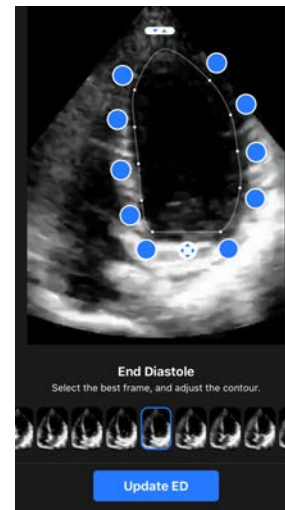 End Diastole
Select the best frame, and adjust the contour.
Update ED